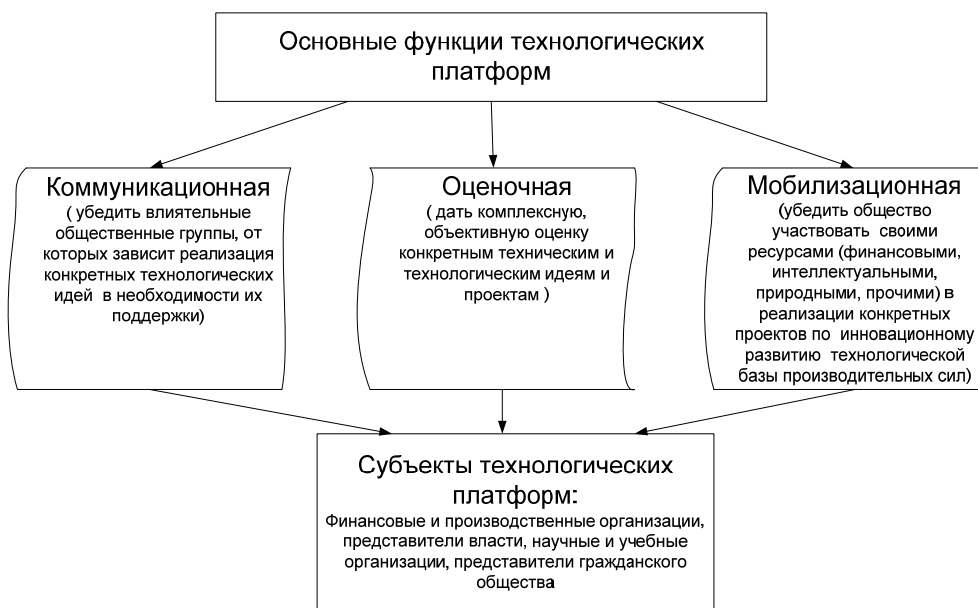 Основные функции технологических
платформ
Коммуникационная
( убедить влиятельные
общественные группы, от
которых зависит реализация
конкретных технологических
идей в необходимости их
поддержки)
Оценочная
( дать комплексную,
объективную оценку
конкретным техническим и
технологическим идеям и
проектам )
Мобилизационная
(убедить общество
участвовать своими
ресурсами (финансовыми,
интеллектуальными,
природными, прочими) в
реализации конкретных
проектов по инновационному
развитию технологической
базы производительных сил)
Субъекты технологических
платформ:
Финансовые и производственные организации,
представители власти, научные и учебные
организации, представители гражданского
общества